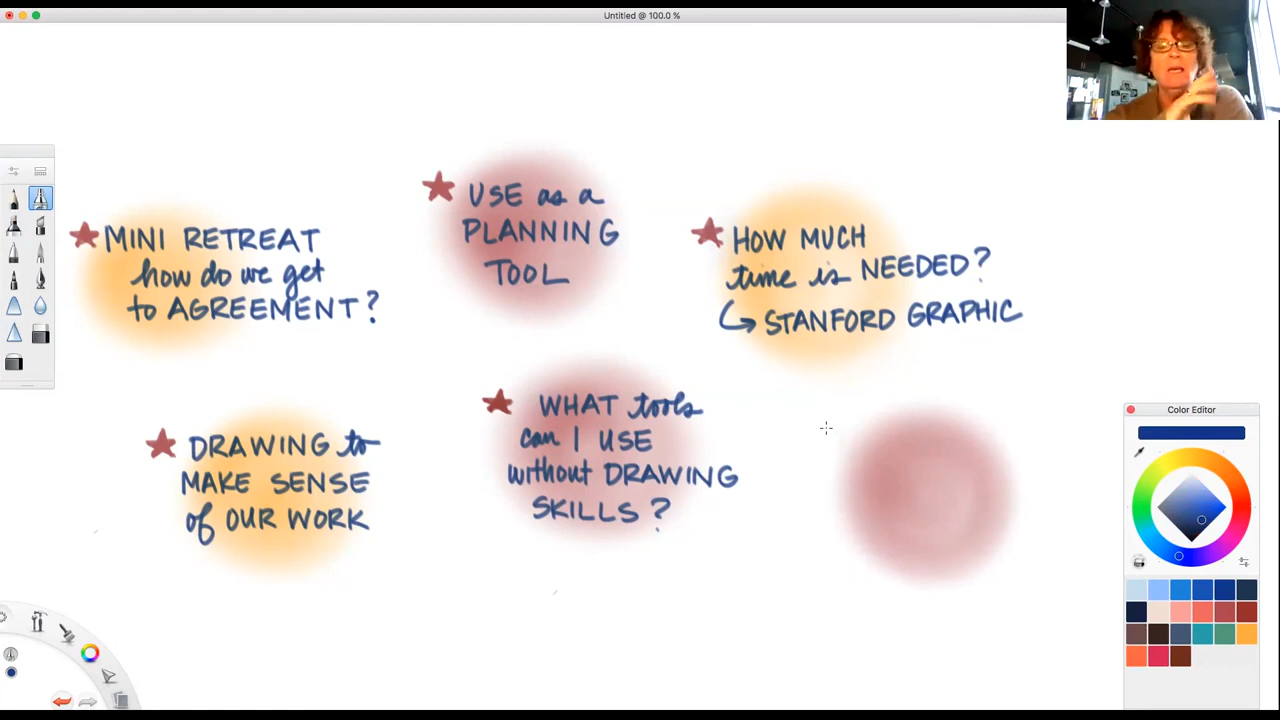 Untitled @ 100.0 %
MINI RETREAT
how do we get
to AGREEMENT?
USE as a
PLANNING
TOOL
HOW MUCH
time is NEEDED?
STANFORD GRAPHIC
DRAWING to
MAKE SENSE
of OUR WORK
WHAT tools
can I USE
without DRAWING
SKILLS?
Color Editor